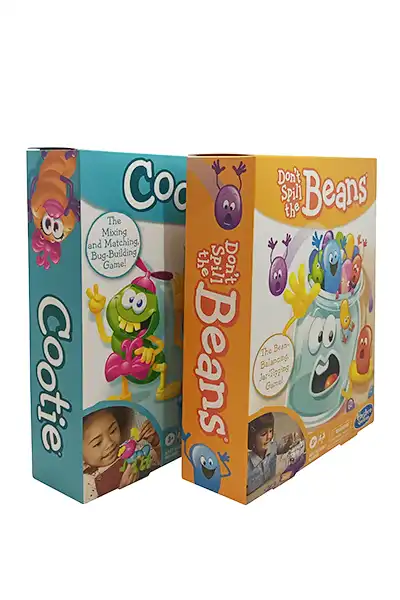 Cootie
Coo
The
Mixing
and Matching,
Bug-Building
Game!
Don't
Spill
the
Beans
Don't
Spill
the
Beans
The Bean-
Balancing,
Jar-Tipping
Game!
Hasbro